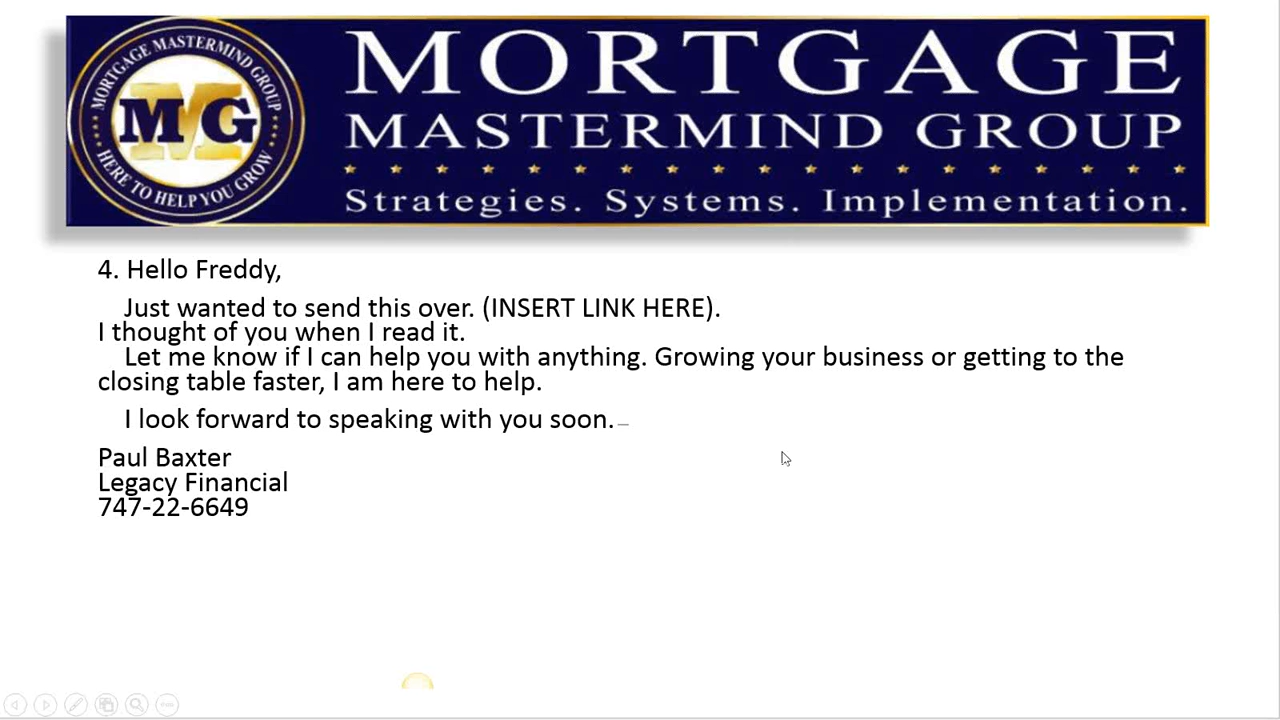 MORTGAGE MASTERMIND GROUP
MG
HERE TO HELP YOU GROW
MORTGAGE
MASTERMIND GROUP
Strategies. Systems. Implementation.
4. Hello Freddy,
Just wanted to send this over. (INSERT LINK HERE).
I thought of you when I read it.
Let me know if I can help you with anything. Growing your business or getting to the
closing table faster, I am here to help.
I look forward to speaking with you soon.
Paul Baxter
Legacy Financial
747-22-6649